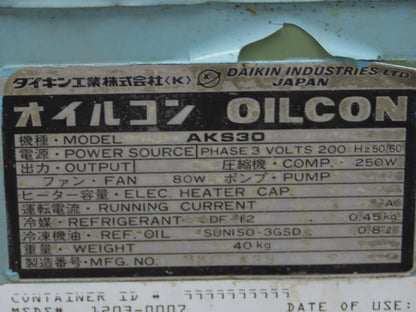 ダイキン工業株式会社〈K〉 DAIKIN INDUSTRIES LTD
JAPAN
オイルコン OILCON
機種・MODEL AKS30
電源・POWER SOURCE PHASE 3 VOLTS 200 Hz50/60
出力・OUTPUT 圧縮機・COMP. 250W
ファン・FAN 80W ポンプ・PUMP
ヒーター容量・ELEC. HEATER CAP.
運転電流・RUNNING CURRENT A
冷媒・REFRIGERANT DF-12 0.45kg
冷凍機油・REF. OIL SUNISO-3GSD 0.8ℓ
重量・WEIGHT 40kg
製造番号・MFG. NO.
CONTAINER ID # 11111111111
MFDS# 1203-0007 DATE OF USE: